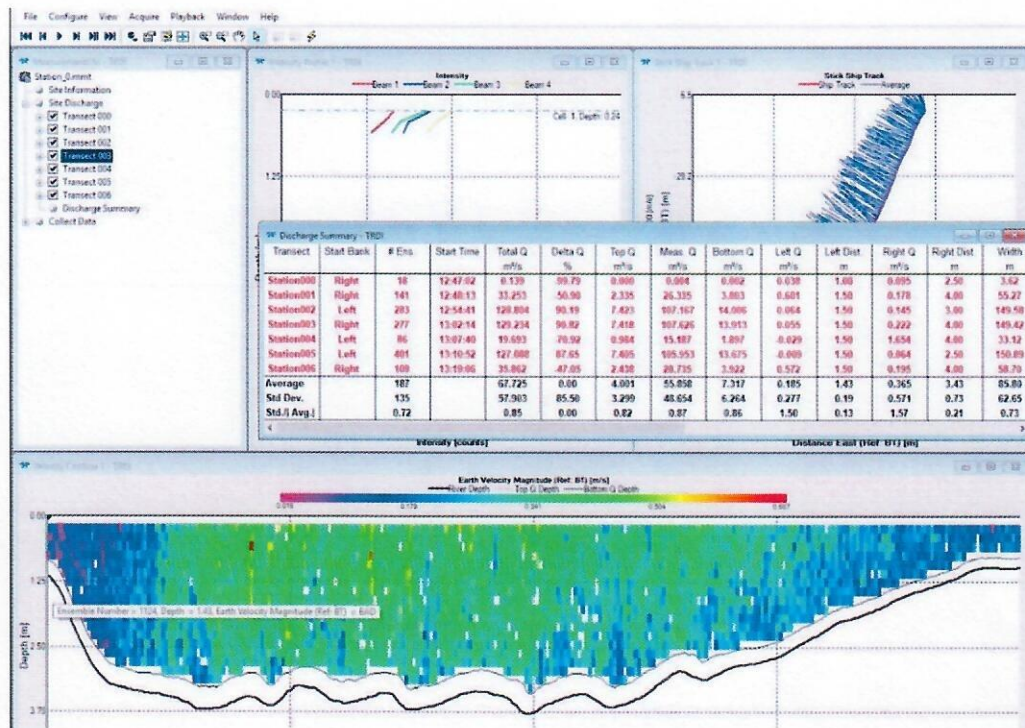 File Configure View Acquire Playback Window Help
Station_0.mmt
Site Information
Site Discharge
Transect 000
Transect 001
Transect 002
Transect 003
Transect 004
Transect 005
Transect 006
Discharge Summary
Collect Data
Intensity
Beam 1 Beam 2 Beam 3 Beam 4
0.00
Cell: 1, Depth: 0.24
1.25
Stick Ship Track
Ship Track Average
6.5
-29.2
Discharge Summary - TRDI
Transect Start Bank # Ens Start Time Total Q Delta Q Top Q Meas. Q Bottom Q Left Q Left Dist. Right Q Right Dist. Width
m³/s % m³/s m³/s m³/s m³/s m m³/s m m
Station000 Right 18 12:47:02 0.139 -99.79 0.000 0.004 0.002 0.038 1.00 0.095 2.50 3.62
Station001 Right 141 12:48:13 33.253 -50.90 2.335 26.335 3.803 0.601 1.50 0.178 4.00 55.27
Station002 Left 283 12:54:41 128.804 90.19 7.423 107.167 14.006 0.064 1.50 0.145 3.00 149.58
Station003 Right 277 13:02:14 129.234 90.82 7.418 107.626 13.913 0.055 1.50 0.222 4.00 149.42
Station004 Left 86 13:07:40 19.693 -70.92 0.984 15.187 1.897 -0.029 1.50 1.654 4.00 33.12
Station005 Left 401 13:10:52 127.088 87.65 7.405 105.953 13.675 -0.009 1.50 0.064 2.50 150.89
Station006 Right 100 13:19:06 35.862 -47.05 2.438 28.735 3.922 0.572 1.50 0.195 4.00 58.70
Average 187 67.725 0.00 4.001 55.858 7.317 0.185 1.43 0.365 3.43 85.80
Std Dev. 135 57.903 85.50 3.299 48.654 6.264 0.277 0.19 0.571 0.73 62.65
Std./| Avg.| 0.72 0.85 0.00 0.82 0.87 0.86 1.50 0.13 1.57 0.21 0.73
Intensity [counts]
Distance East (Ref: BT) [m]
Earth Velocity Magnitude (Ref: BT) [m/s]
River Depth Top Q Depth Bottom Q Depth
0.00
1.25
2.50
3.75
Depth [m]
Ensemble Number = 1124, Depth = 1.43, Earth Velocity Magnitude (Ref: BT) = BAD